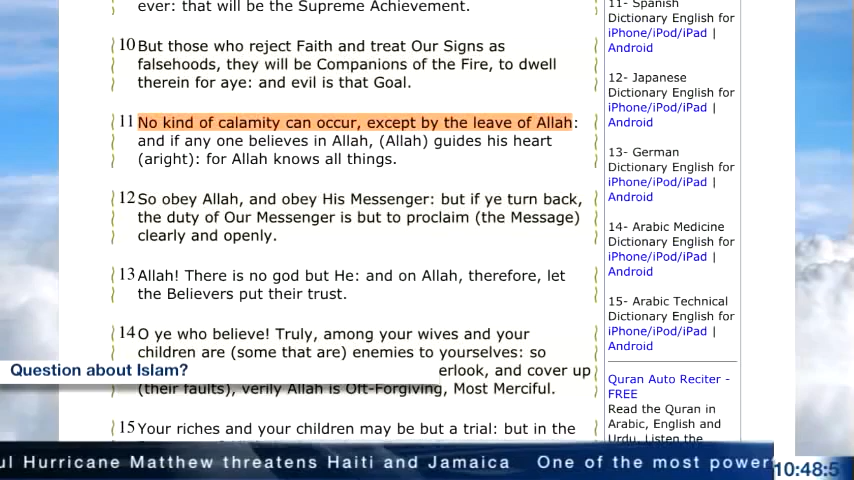 ever: that will be the Supreme Achievement.
10 But those who reject Faith and treat Our Signs as
falsehoods, they will be Companions of the Fire, to dwell
therein for aye: and evil is that Goal.
11 No kind of calamity can occur, except by the leave of Allah:
and if any one believes in Allah, (Allah) guides his heart
(aright): for Allah knows all things.
12 So obey Allah, and obey His Messenger: but if ye turn back,
the duty of Our Messenger is but to proclaim (the Message)
clearly and openly.
13 Allah! There is no god but He: and on Allah, therefore, let
the Believers put their trust.
14 O ye who believe! Truly, among your wives and your
children are (some that are) enemies to yourselves: so
erlook, and cover up
(their faults), verily Allah is Oft-Forgiving, Most Merciful.
15 Your riches and your children may be but a trial: but in the
11- Spanish
Dictionary English for
iPhone/iPod/iPad |
Android
12- Japanese
Dictionary English for
iPhone/iPod/iPad |
Android
13- German
Dictionary English for
iPhone/iPod/iPad |
Android
14- Arabic Medicine
Dictionary English for
iPhone/iPod/iPad |
Android
15- Arabic Technical
Dictionary English for
iPhone/iPod/iPad |
Android
Quran Auto Reciter -
FREE
Read the Quran in
Arabic, English and
Urdu, Listen the
Question about Islam?
ul Hurricane Matthew threatens Haiti and Jamaica One of the most power
10:48:5